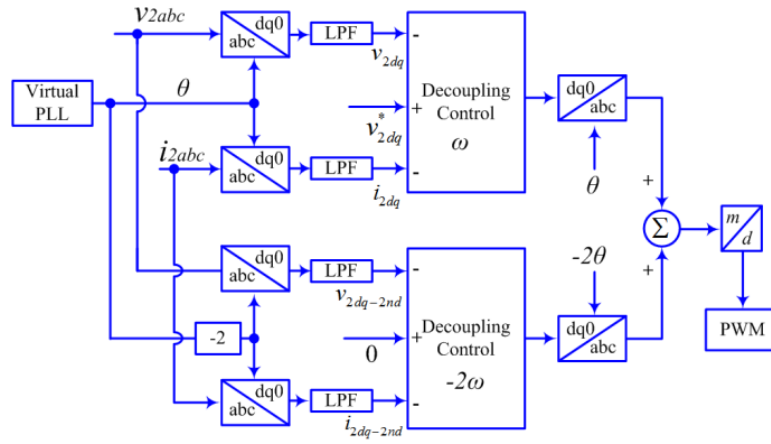 v2abc
dq0
abc
LPF
v2dq
Virtual
PLL
θ
-
+
-
Decoupling
Control
ω
v*2dq
dq0
abc
θ
i2abc
dq0
abc
LPF
i2dq
+
Σ
+
m
d
PWM
dq0
abc
LPF
v2dq-2nd
-
+
-
Decoupling
Control
-2ω
0
-2θ
dq0
abc
-2
dq0
abc
LPF
i2dq-2nd